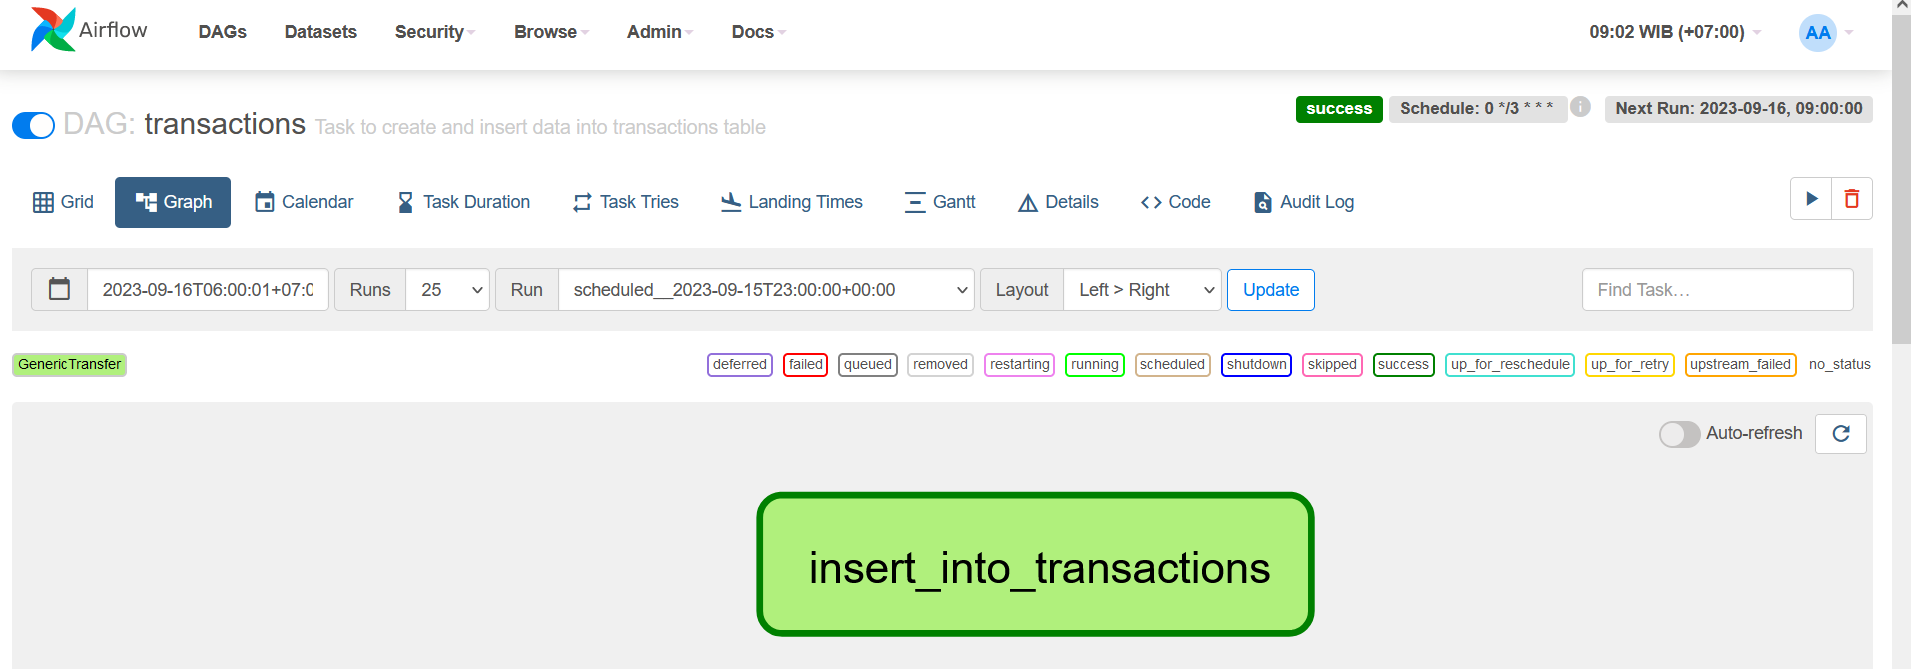 Airflow DAGs Datasets Security Browse Admin Docs 09:02 WIB (+07:00) AA
success Schedule: 0 */3 * * * i Next Run: 2023-09-16, 09:00:00
DAG: transactions Task to create and insert data into transactions table
Grid Graph Calendar Task Duration Task Tries Landing Times Gantt Details Code Audit Log
2023-09-16T06:00:01+07:0 Runs 25 Run scheduled__2023-09-15T23:00:00+00:00 Layout Left > Right Update Find Task…
GenericTransfer deferred failed queued removed restarting running scheduled shutdown skipped success up_for_reschedule up_for_retry upstream_failed no_status
Auto-refresh
insert_into_transactions